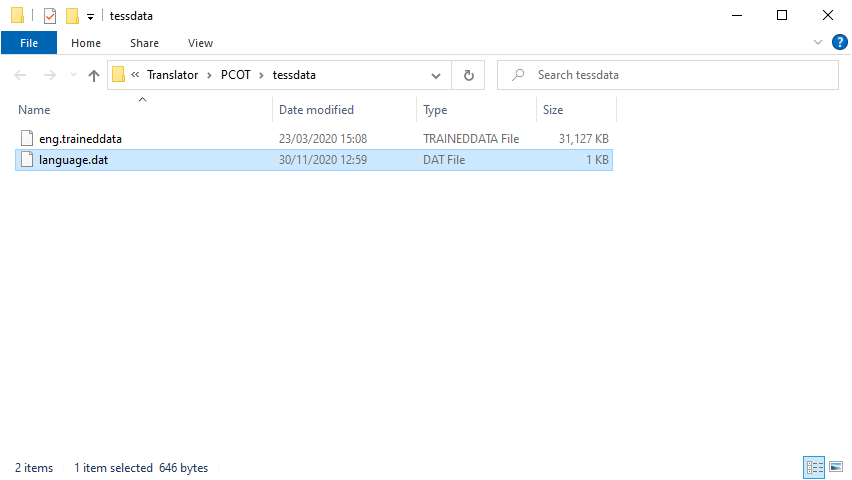 tessdata
File Home Share View
« Translator > PCOT > tessdata
Search tessdata
Name Date modified Type Size
eng.traineddata 23/03/2020 15:08 TRAINEDDATA File 31,127 KB
language.dat 30/11/2020 12:59 DAT File 1 KB
2 items 1 item selected 646 bytes